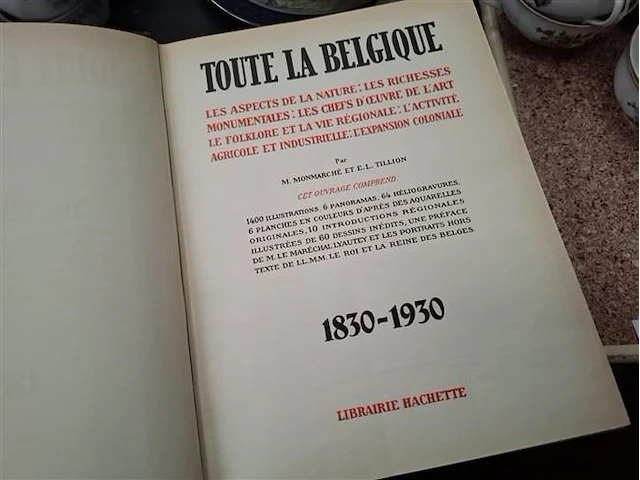 TOUTE LA BELGIQUE
LES ASPECTS DE LA NATURE: LES RICHESSES
MONUMENTALES: LES CHEFS D'ŒUVRE DE L'ART
LE FOLKLORE ET LA VIE RÉGIONALE: L'ACTIVITÉ
AGRICOLE ET INDUSTRIELLE: L'EXPANSION COLONIALE
Par
M. MONMARCHÉ ET E.L. TILLION
CET OUVRAGE COMPREND
1400 ILLUSTRATIONS, 6 PANORAMAS, 64 HÉLIOGRAVURES,
6 PLANCHES EN COULEURS D'APRÈS DES AQUARELLES
ORIGINALES, 10 INTRODUCTIONS RÉGIONALES
ILLUSTRÉES DE 60 DESSINS INÉDITS, UNE PRÉFACE
DE M. LE MARÉCHAL LYAUTEY ET LES PORTRAITS HORS
TEXTE DE LL.MM. LE ROI ET LA REINE DES BELGES
1830-1930
LIBRAIRIE HACHETTE